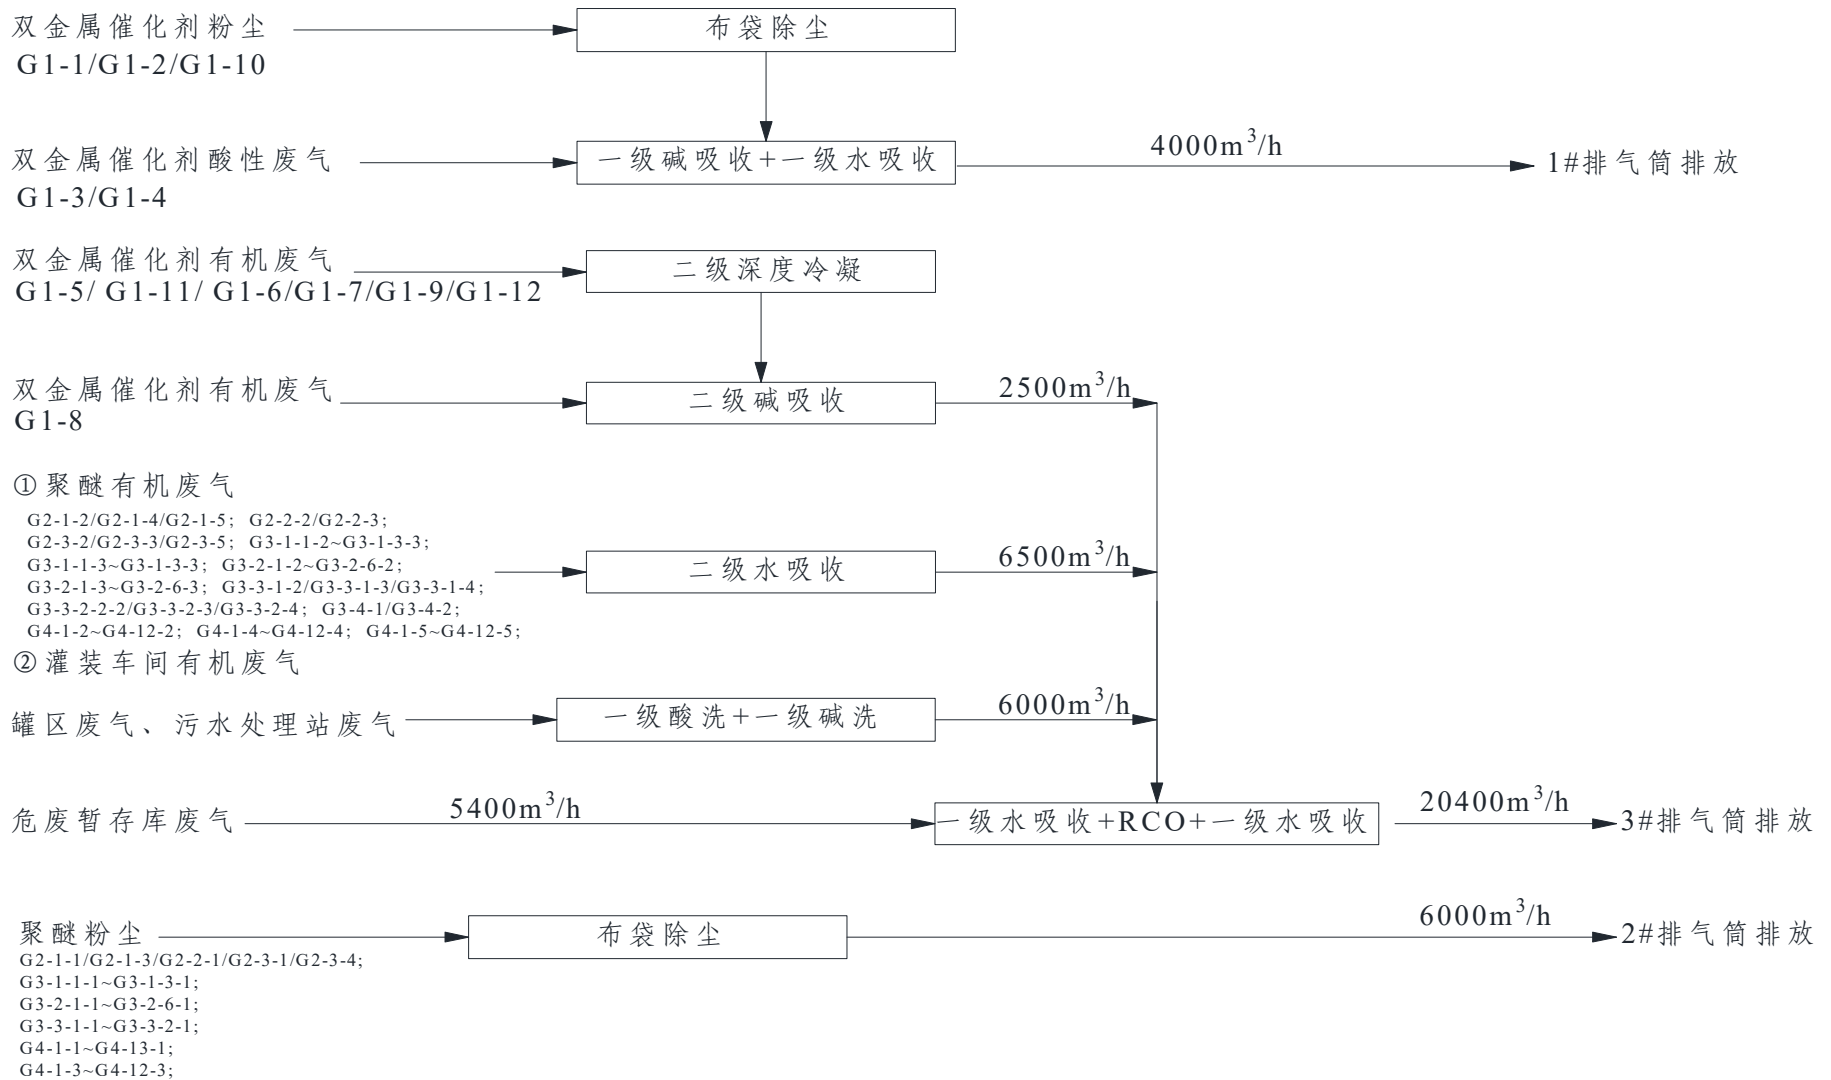 双金属催化剂粉尘
布袋除尘
G1-1/G1-2/G1-10
4000m³/h
双金属催化剂酸性废气
一级碱吸收+一级水吸收
1#排气筒排放
G1-3/G1-4
双金属催化剂有机废气
二级深度冷凝
G1-5/ G1-11/ G1-6/G1-7/G1-9/G1-12
双金属催化剂有机废气
二级碱吸收
2500m³/h
G1-8
①聚醚有机废气
G2-1-2/G2-1-4/G2-1-5; G2-2-2/G2-2-3;
G2-3-2/G2-3-3/G2-3-5; G3-1-1-2~G3-1-3-3;
G3-1-1-3~G3-1-3-3; G3-2-1-2~G3-2-6-2;
G3-2-1-3~G3-2-6-3; G3-3-1-2/G3-3-1-3/G3-3-1-4;
G3-3-2-2-2/G3-3-2-3/G3-3-2-4; G3-4-1/G3-4-2;
G4-1-2~G4-12-2; G4-1-4~G4-12-4; G4-1-5~G4-12-5;
二级水吸收
6500m³/h
②灌装车间有机废气
罐区废气、污水处理站废气
一级酸洗+一级碱洗
6000m³/h
危废暂存库废气
5400m³/h
一级水吸收+RCO+一级水吸收
20400m³/h
3#排气筒排放
聚醚粉尘
布袋除尘
6000m³/h
2#排气筒排放
G2-1-1/G2-1-3/G2-2-1/G2-3-1/G2-3-4;
G3-1-1-1~G3-1-3-1;
G3-2-1-1~G3-2-6-1;
G3-3-1-1~G3-3-2-1;
G4-1-1~G4-13-1;
G4-1-3~G4-12-3;